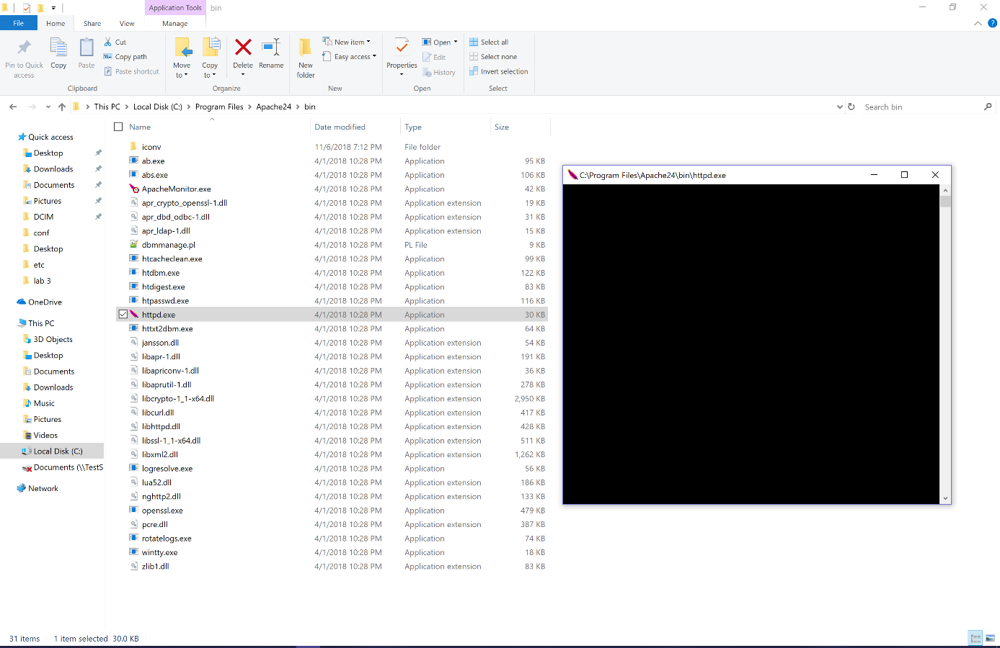 Application Tools bin
File Home Share View Manage
Pin to Quick access
Copy
Paste
Cut
Copy path
Paste shortcut
Clipboard
Move to
Copy to
Delete
Rename
Organize
New folder
New item
Easy access
New
Properties
Open
Edit
History
Open
Select all
Select none
Invert selection
Select
This PC Local Disk (C:) Program Files Apache24 bin
Search bin
Quick access
Desktop
Downloads
Documents
Pictures
DCIM
conf
Desktop
etc
lab 3
OneDrive
This PC
3D Objects
Desktop
Documents
Downloads
Music
Pictures
Videos
Local Disk (C:)
Documents (\\TestS
Network
Name Date modified Type Size
iconv 11/6/2018 7:12 PM File folder
ab.exe 4/1/2018 10:28 PM Application 95 KB
abs.exe 4/1/2018 10:28 PM Application 106 KB
ApacheMonitor.exe 4/1/2018 10:28 PM Application 42 KB
apr_crypto_openssl-1.dll 4/1/2018 10:28 PM Application extension 19 KB
apr_dbd_odbc-1.dll 4/1/2018 10:28 PM Application extension 31 KB
apr_ldap-1.dll 4/1/2018 10:28 PM Application extension 15 KB
dbmmanage.pl 4/1/2018 10:28 PM PL File 9 KB
htcacheclean.exe 4/1/2018 10:28 PM Application 99 KB
htdbm.exe 4/1/2018 10:28 PM Application 122 KB
htdigest.exe 4/1/2018 10:28 PM Application 83 KB
htpasswd.exe 4/1/2018 10:28 PM Application 116 KB
httpd.exe 4/1/2018 10:28 PM Application 30 KB
httxt2dbm.exe 4/1/2018 10:28 PM Application 64 KB
jansson.dll 4/1/2018 10:28 PM Application extension 54 KB
libapr-1.dll 4/1/2018 10:28 PM Application extension 191 KB
libapriconv-1.dll 4/1/2018 10:28 PM Application extension 36 KB
libaprutil-1.dll 4/1/2018 10:28 PM Application extension 278 KB
libcrypto-1_1-x64.dll 4/1/2018 10:28 PM Application extension 2,950 KB
libcurl.dll 4/1/2018 10:28 PM Application extension 417 KB
libhttpd.dll 4/1/2018 10:28 PM Application extension 428 KB
libssl-1_1-x64.dll 4/1/2018 10:28 PM Application extension 511 KB
libxml2.dll 4/1/2018 10:28 PM Application extension 1,262 KB
logresolve.exe 4/1/2018 10:28 PM Application 56 KB
lua52.dll 4/1/2018 10:28 PM Application extension 186 KB
nghttp2.dll 4/1/2018 10:28 PM Application extension 133 KB
openssl.exe 4/1/2018 10:28 PM Application 479 KB
pcre.dll 4/1/2018 10:28 PM Application extension 387 KB
rotatelogs.exe 4/1/2018 10:28 PM Application 74 KB
wintty.exe 4/1/2018 10:28 PM Application 18 KB
zlib1.dll 4/1/2018 10:28 PM Application extension 83 KB
C:\Program Files\Apache24\bin\httpd.exe
31 items 1 item selected 30.0 KB